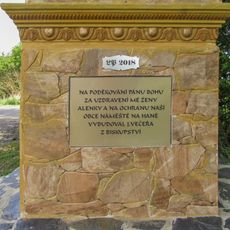 LP 2018
NA PODĚKOVÁNÍ PÁNU BOHU
ZA UZDRAVENÍ MÉ ŽENY
ALENKY A NA OCHRANU NAŠÍ
OBCE NÁMĚŠTĚ NA HANÉ
VYBUDOVAL J.VEČEŘA
Z BISKUPSTVÍ